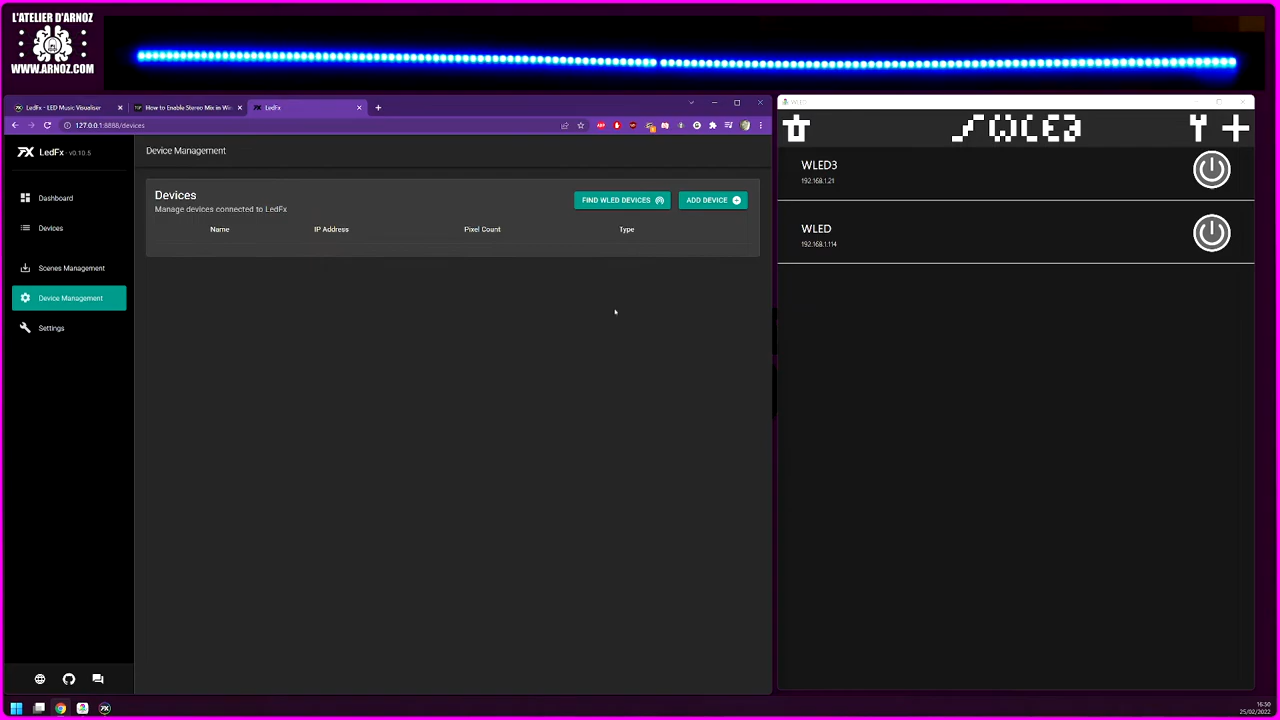 L'ATELIER D'ARNOZ
WWW.ARNOZ.COM
LedFx - LED Music Visualiser
How to Enable Stereo Mix in Wi
LedFx
127.0.0.1:8888/devices
LedFx - v0.10.5
Dashboard
Devices
Scenes Management
Device Management
Settings
Device Management
Devices
Manage devices connected to LedFx
FIND WLED DEVICES
ADD DEVICE
Name
IP Address
Pixel Count
Type
WLED
WLED
WLED3
192.168.1.21
WLED
192.168.1.114
16:50
25/02/2022